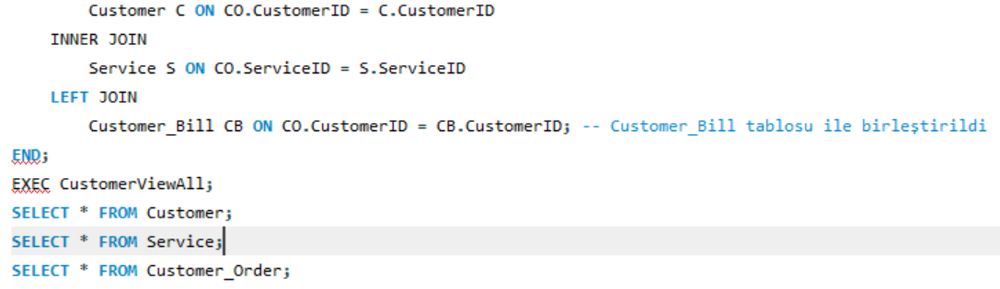 Customer C ON CO.CustomerID = C.CustomerID
INNER JOIN
Service S ON CO.ServiceID = S.ServiceID
LEFT JOIN
Customer_Bill CB ON CO.CustomerID = CB.CustomerID; -- Customer_Bill tablosu ile birleştirildi
END;
EXEC CustomerViewAll;
SELECT * FROM Customer;
SELECT * FROM Service;
SELECT * FROM Customer_Order;